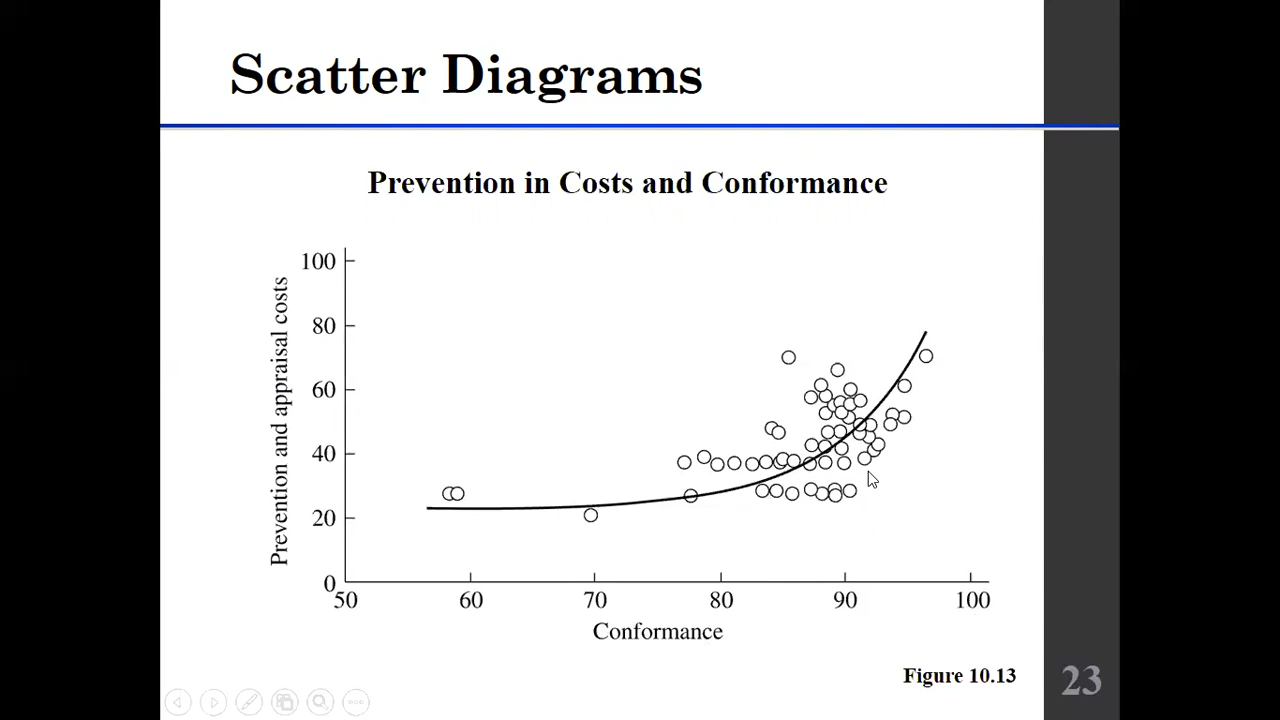 Scatter Diagrams
Prevention in Costs and Conformance
Prevention and appraisal costs
100
80
60
40
20
0
50 60 70 80 90 100
Conformance
Figure 10.13
23